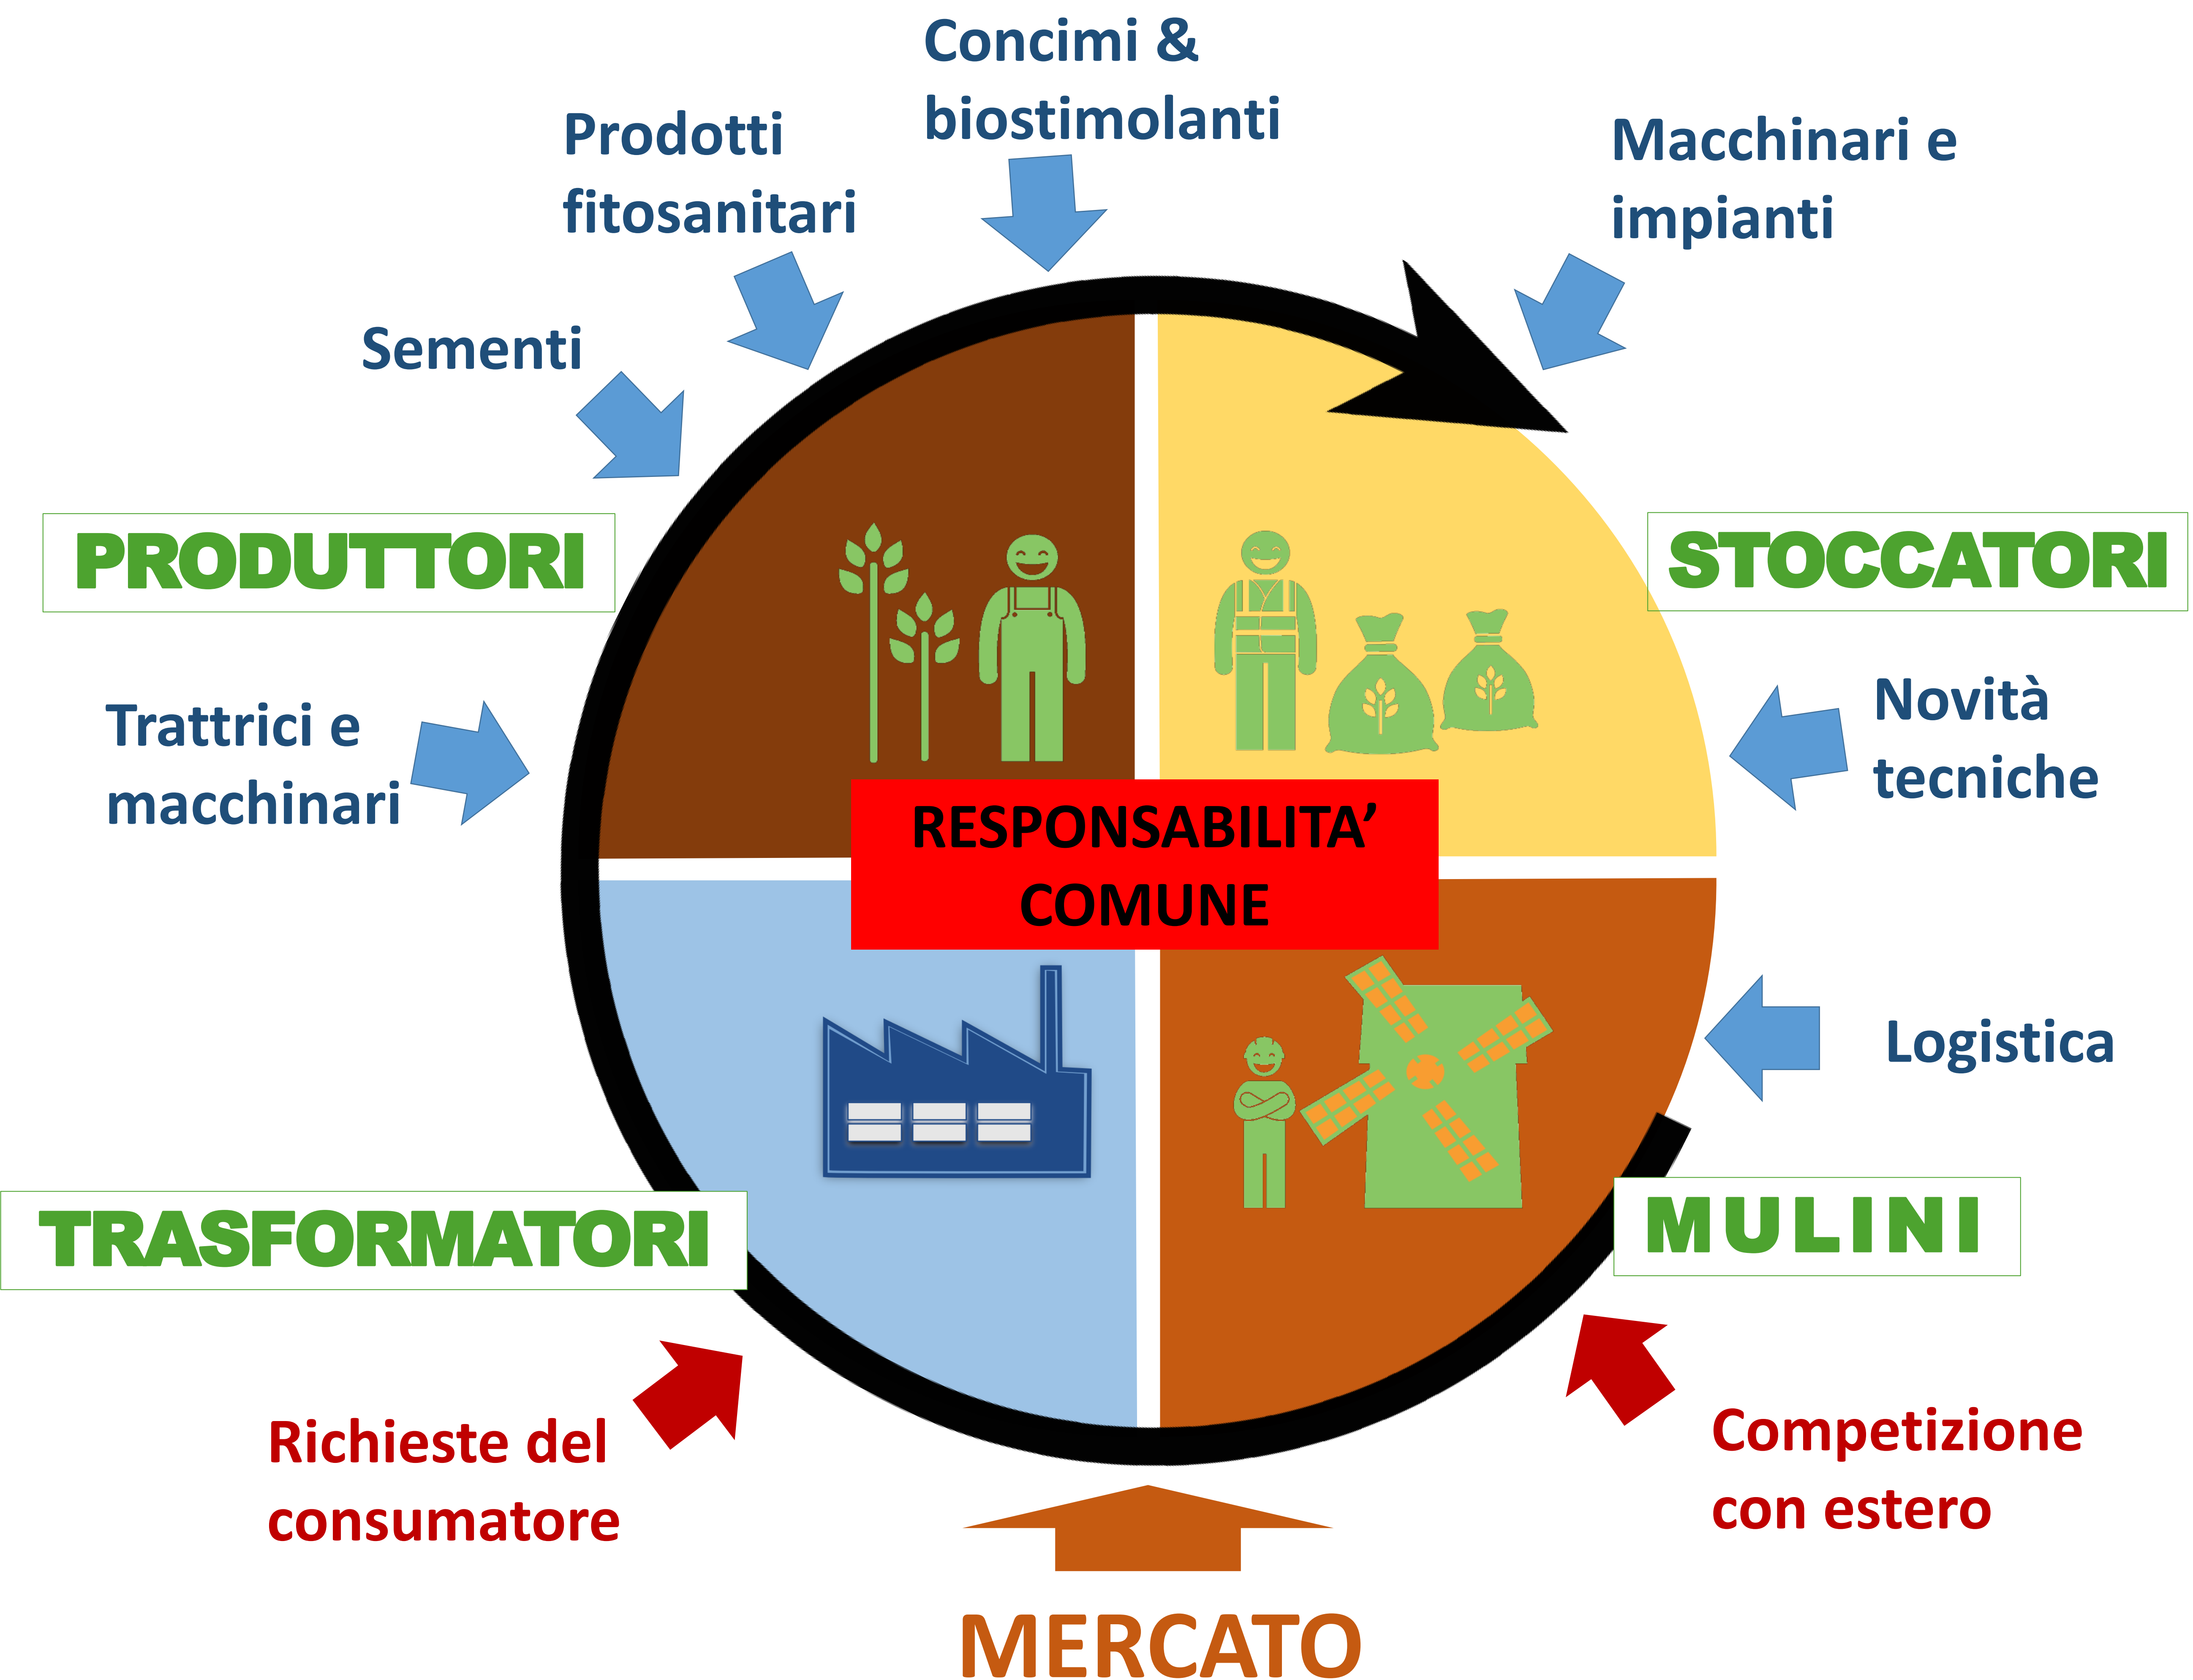 Concimi &
biostimolanti
Prodotti
fitosanitari
Macchinari e
impianti
Sementi
PRODUTTORI
STOCCATORI
Trattrici e
macchinari
Novità
tecniche
RESPONSABILITA’
COMUNE
Logistica
TRASFORMATORI
MULINI
Richieste del
consumatore
Competizione
con estero
MERCATO